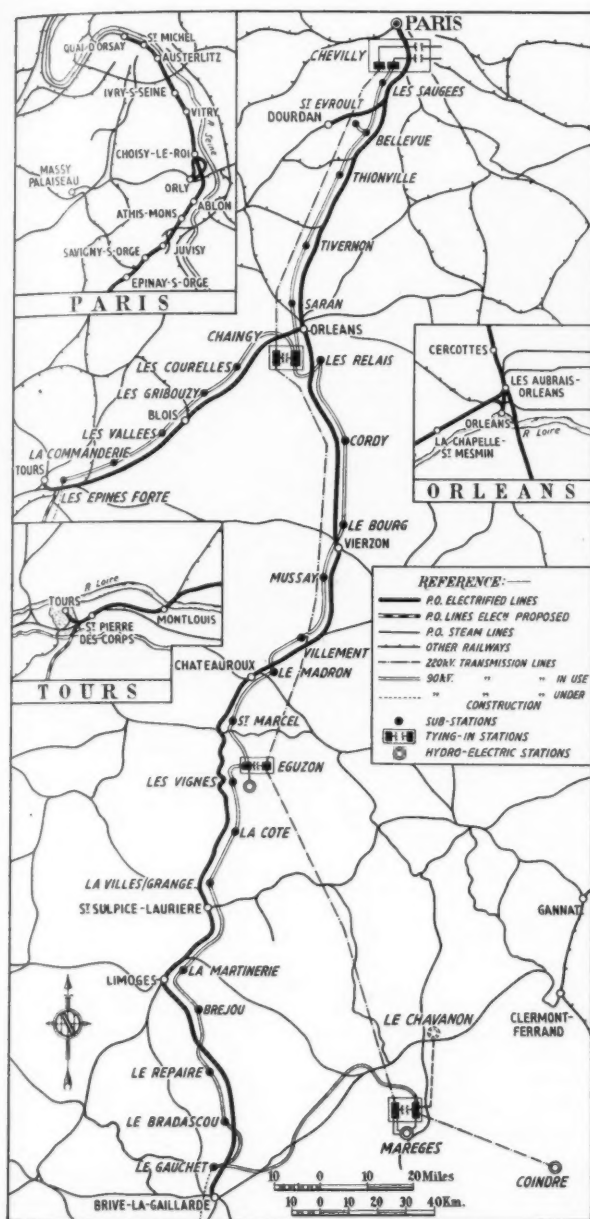 PARIS
CHEVILLY
LES SAUGEES
ST EVROULT
DOURDAN
BELLEVUE
THIONVILLE
TIVERNON
SARAN
ORLEANS
CHAINGY
LES RELAIS
LES COURELLES
LES GRIBOUZY
BLOIS
LES VALLEES
LA COMMANDERIE
TOURS
LES EPINES FORTE
CORDY
LE BOURG
VIERZON
MUSSAY
VILLEMENT
CHATEAUROUX
LE MADRON
ST MARCEL
EGUZON
LES VIGNES
LA COTE
LA VILLES/GRANGE
ST SULPICE-LAURIERE
GANNAT
LIMOGES
LA MARTINERIE
CLERMONT-
FERRAND
BREJOU
LE CHAVANON
LE REPAIRE
LE BRADASCOU
MAREGES
LE GAUCHET
COINDRE
BRIVE-LA-GAILLARDE
10 0 10 20 Miles
10 0 10 20 30 40 Km.
QUAI-D'ORSAY
ST MICHEL
AUSTERLITZ
IVRY-S-SEINE
VITRY
R. Seine
CHOISY-LE-ROI
MASSY
PALAISEAU
ORLY
ABLON
ATHIS-MONS
SAVIGNY-S-ORGE
JUVISY
EPINAY-S-ORGE
PARIS
CERCOTTES
LES AUBRAIS-
ORLEANS
ORLEANS
R. Loire
LA CHAPELLE-
ST MESMIN
ORLEANS
R. Loire
TOURS
MONTLOUIS
ST PIERRE
DES CORPS
TOURS
REFERENCE:
P.O. ELECTRIFIED LINES
P.O. LINES ELECN PROPOSED
P.O. STEAM LINES
OTHER RAILWAYS
220kV. TRANSMISSION LINES
90kV. " " IN USE
" " " UNDER
CONSTRUCTION
SUB-STATIONS
TYING-IN STATIONS
HYDRO-ELECTRIC STATIONS